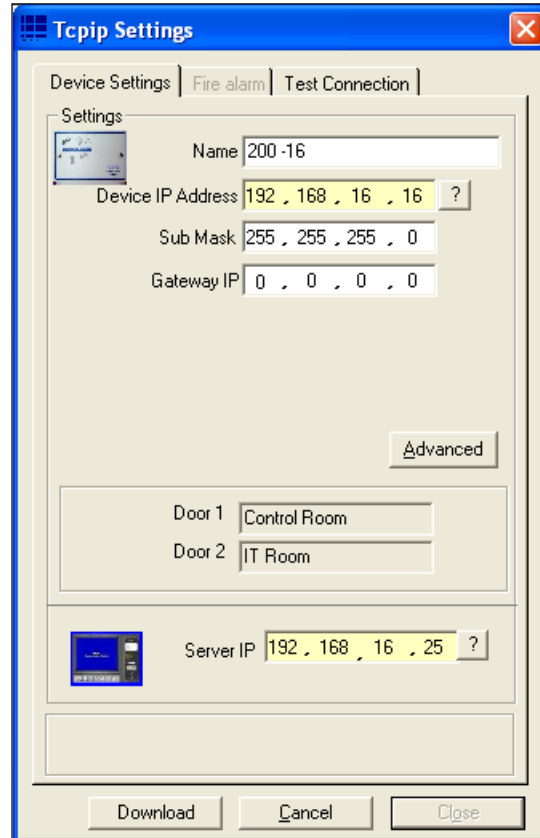 Tcpip Settings
Device Settings Fire alarm Test Connection
Settings
Name 200 -16
Device IP Address 192 . 168 . 16 . 16 ?
Sub Mask 255 . 255 . 255 . 0
Gateway IP 0 . 0 . 0 . 0
Advanced
Door 1 Control Room
Door 2 IT Room
Server IP 192 . 168 . 16 . 25 ?
Download Cancel Close